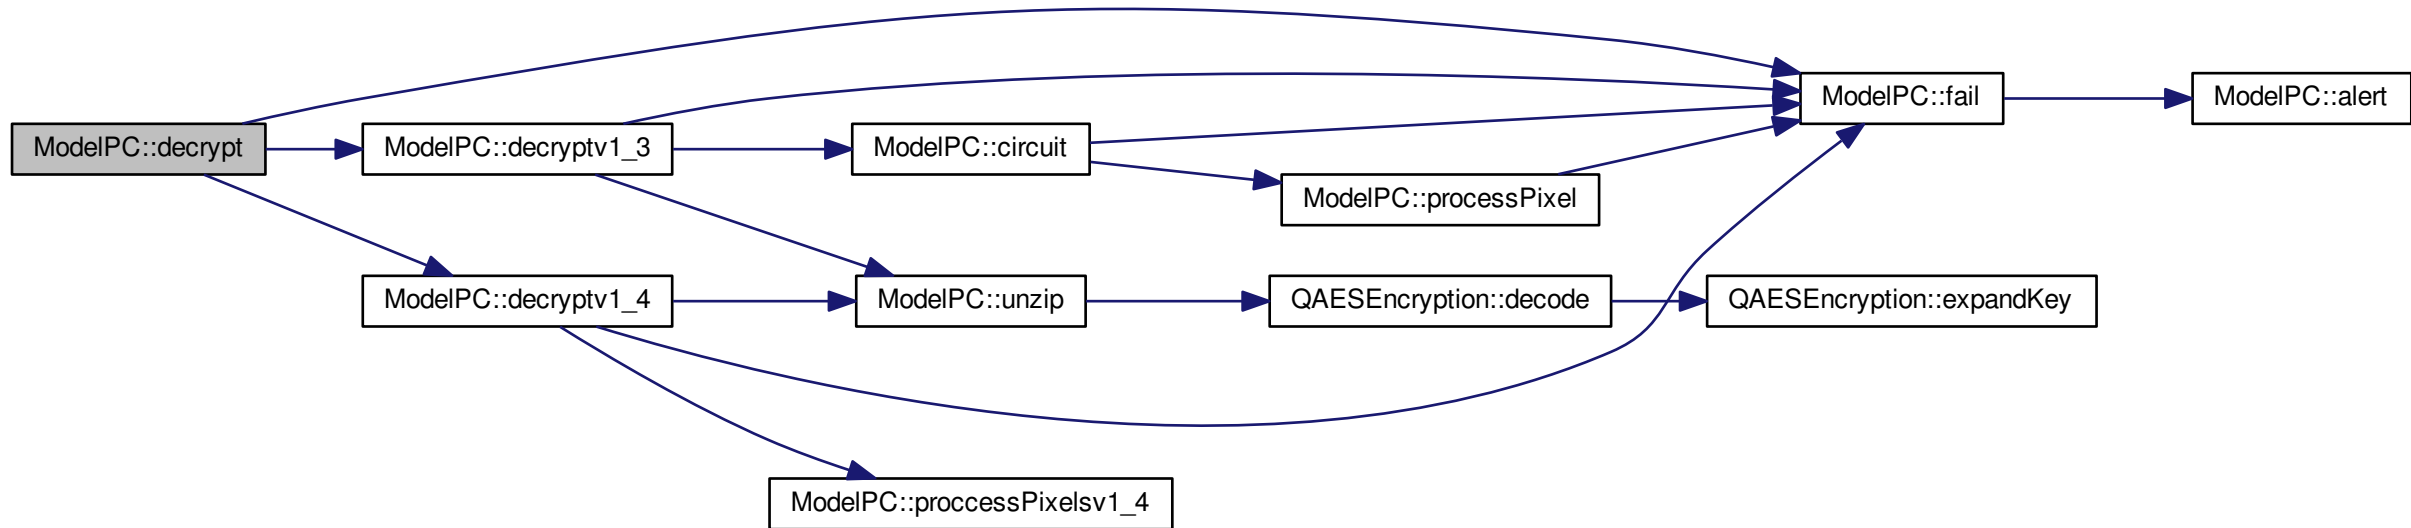 ModelPC::decrypt
ModelPC::decryptv1_3
ModelPC::circuit
ModelPC::fail
ModelPC::alert
ModelPC::processPixel
ModelPC::decryptv1_4
ModelPC::unzip
QAESEncryption::decode
QAESEncryption::expandKey
ModelPC::proccessPixelsv1_4